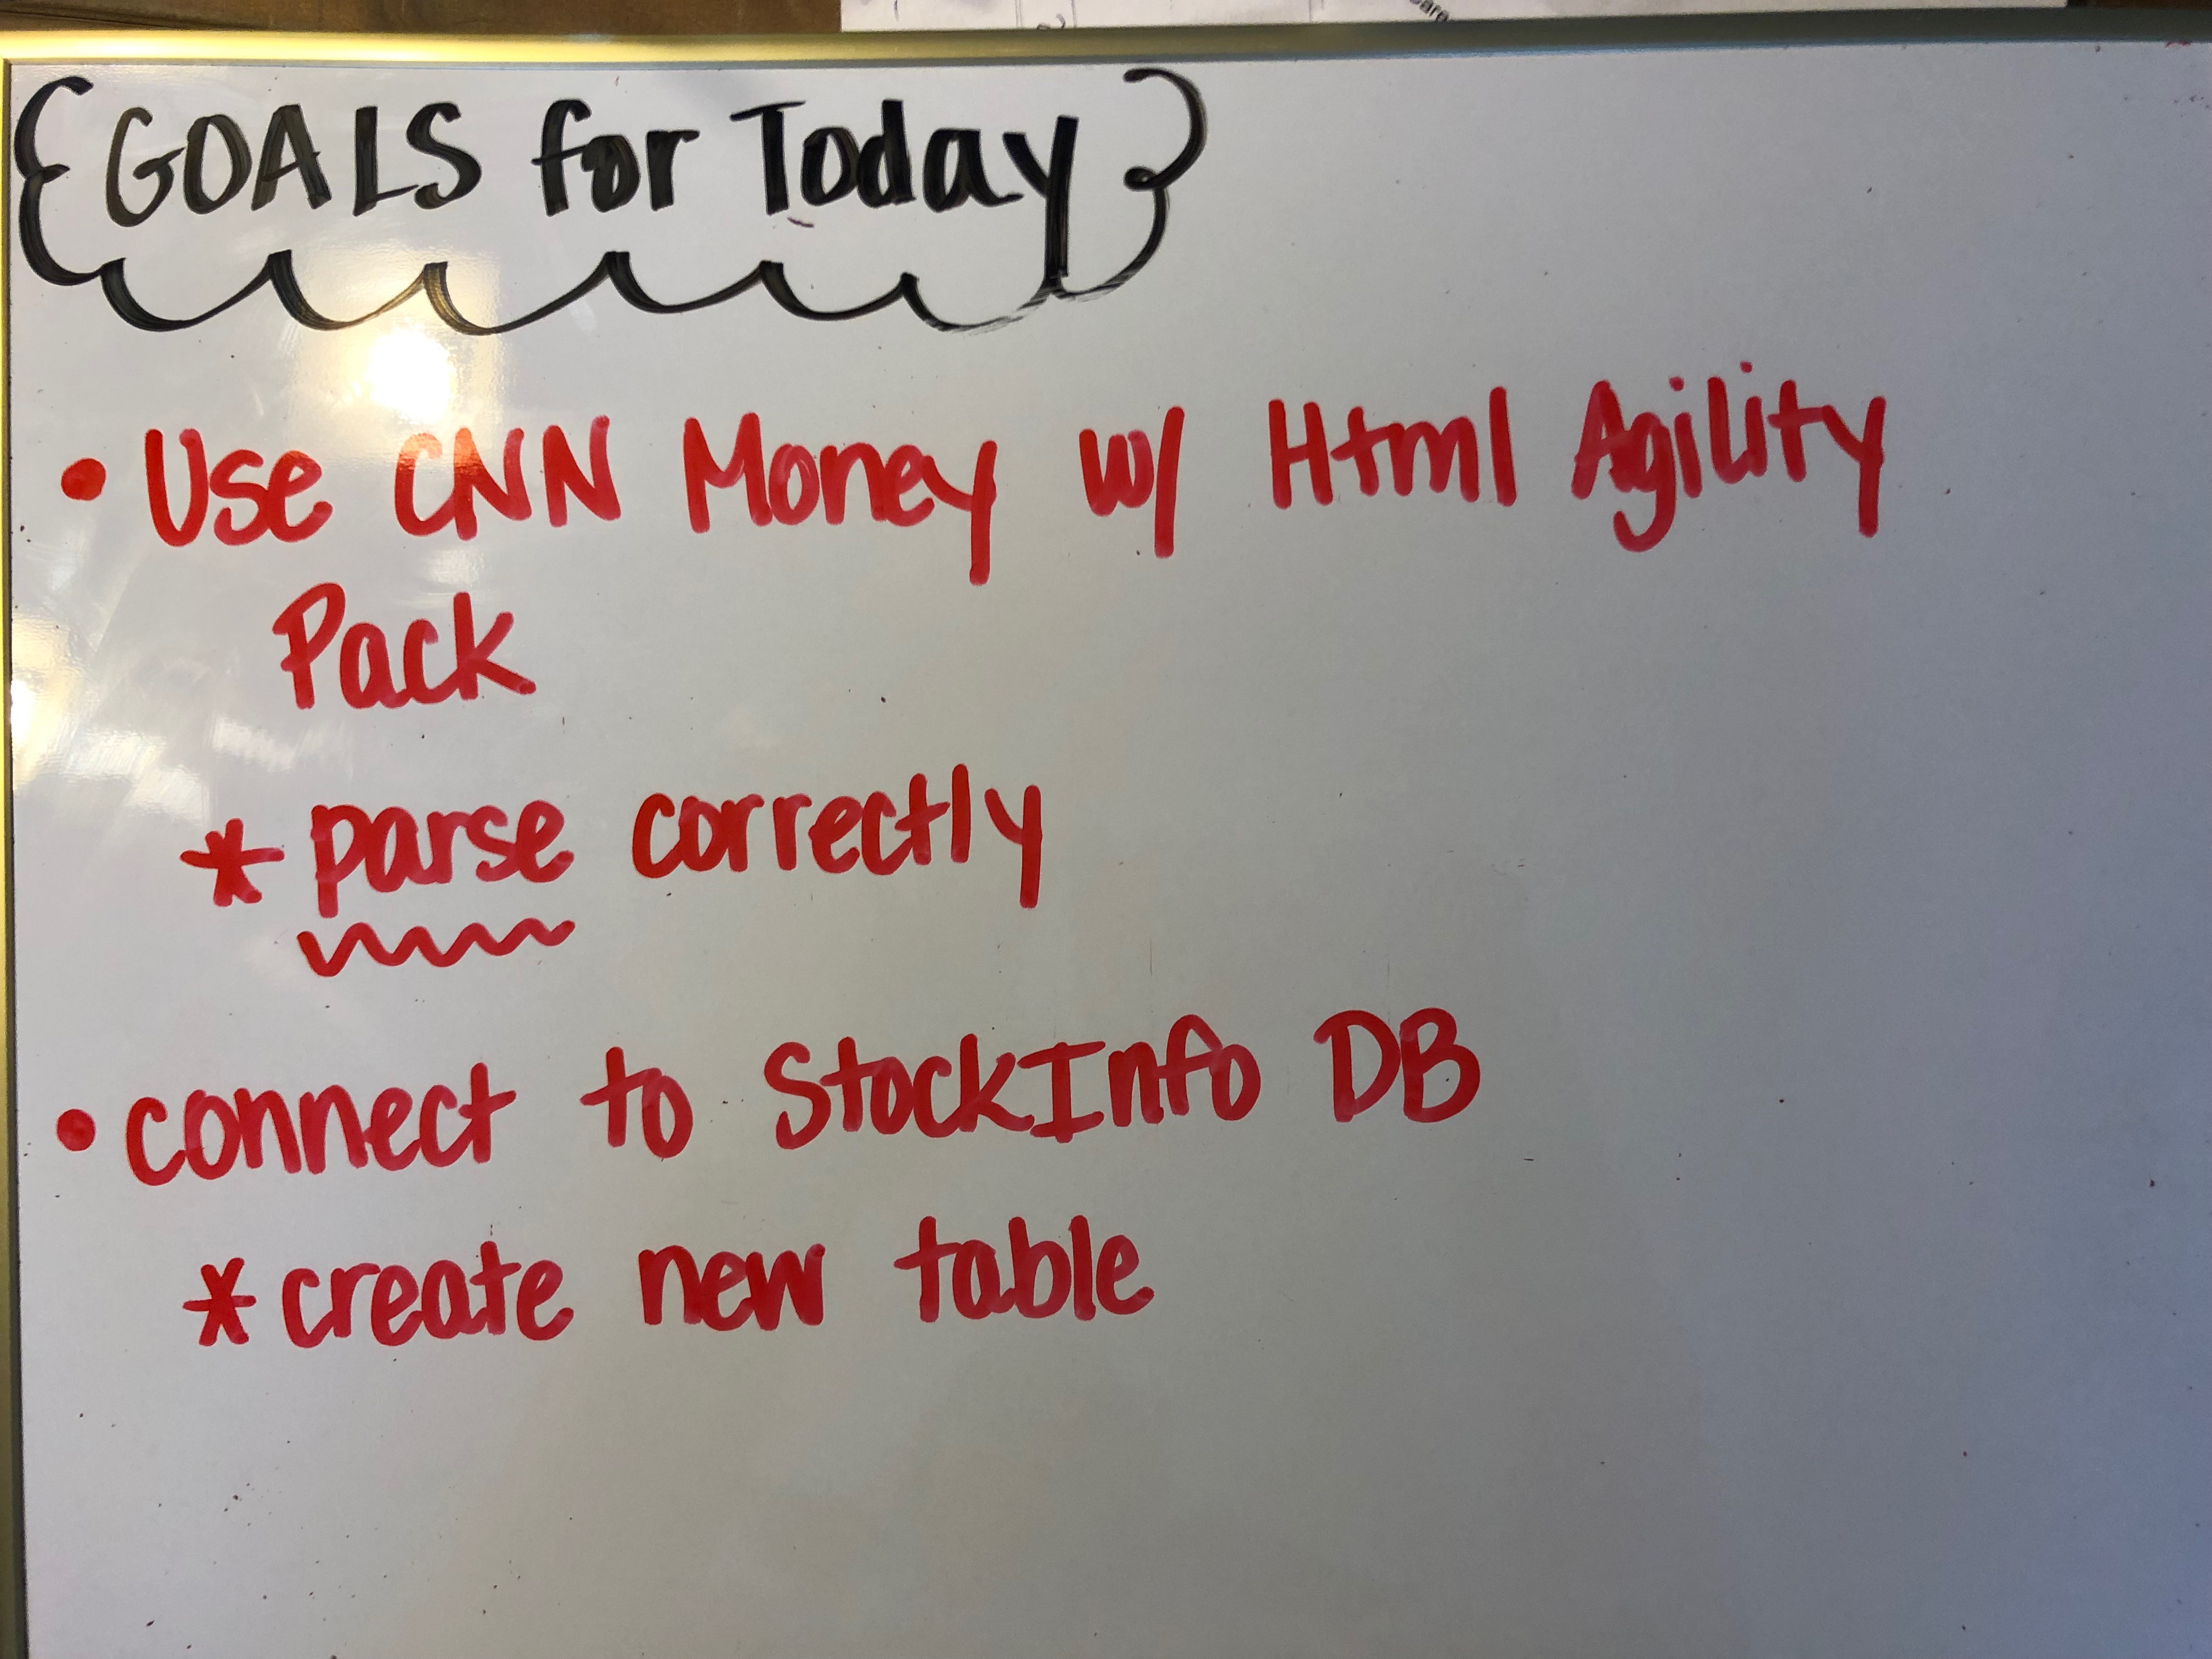 GOALS for Today
• Use CNN Money w/ Html Agility
Pack
* parse correctly
• connect to StockInfo DB
* create new table